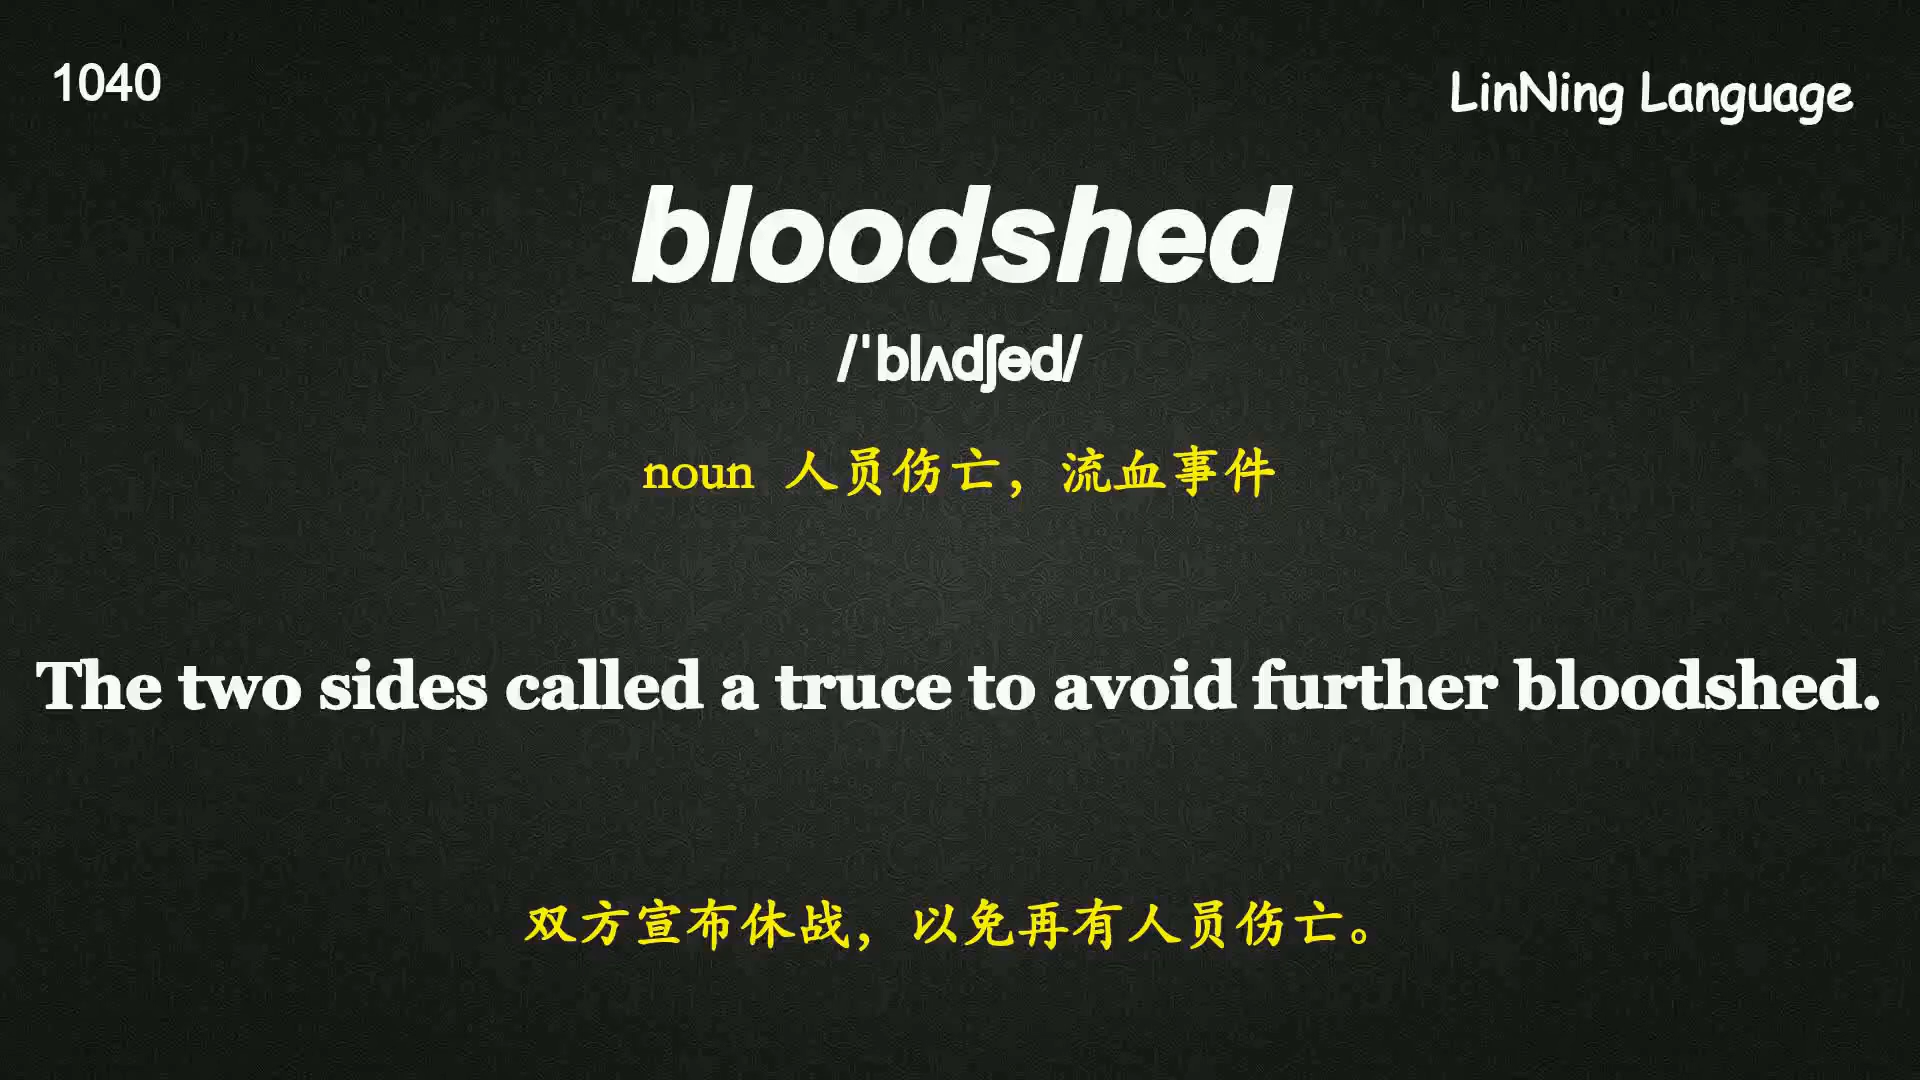 1040
LinNing Language
bloodshed
/ˈblʌdʃɵd/
noun 人员伤亡，流血事件
The two sides called a truce to avoid further bloodshed.
双方宣布休战，以免再有人员伤亡。